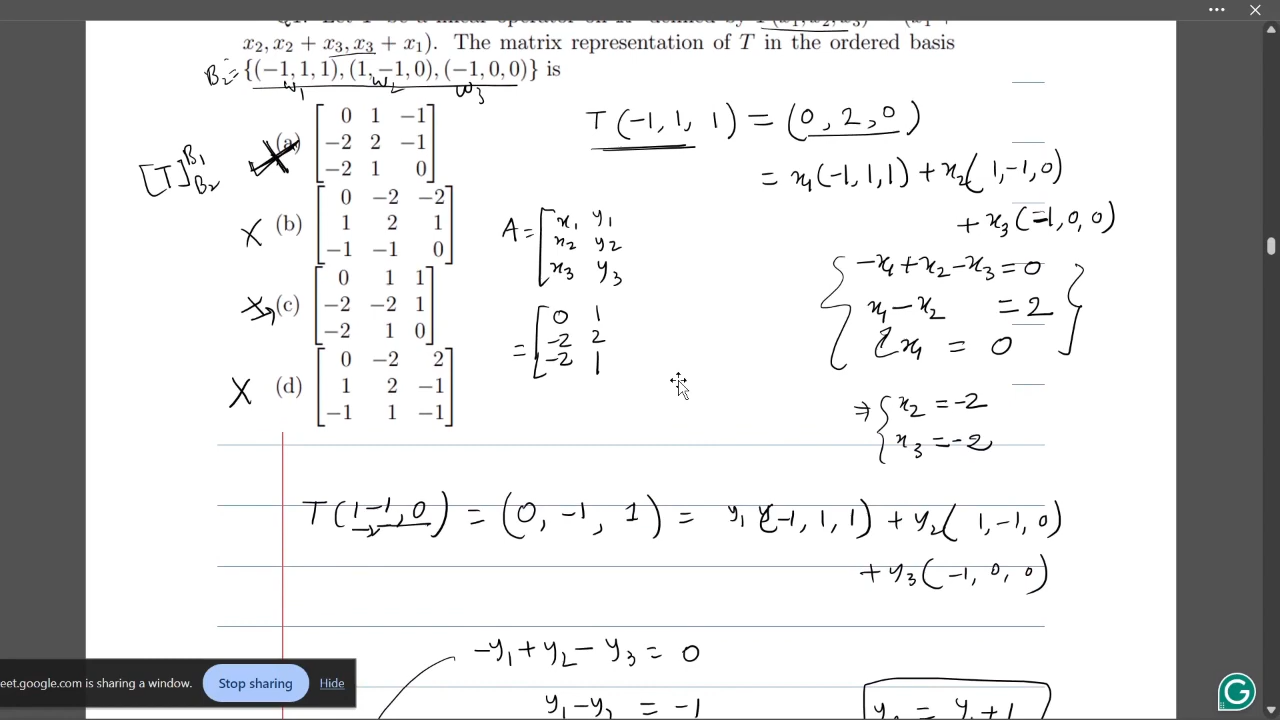 x2, x2 + x3, x3 + x1). The matrix representation of T in the ordered basis
B2 = {(−1, 1, 1), (1, −1, 0), (−1, 0, 0)} is
w1 w2 w3
[T]B1 B2
(a) [0 1 −1
−2 2 −1
−2 1 0]
X (b) [0 −2 −2
1 2 1
−1 −1 0]
X (c) [0 1 1
−2 −2 1
−2 1 0]
X (d) [0 −2 2
1 2 −1
−1 1 −1]
A = [x1 y1
x2 y2
x3 y3]
= [0 1
−2 2
−2 1]
T(−1, 1, 1) = (0, 2, 0)
= x1(−1, 1, 1) + x2(1, −1, 0)
+ x3(−1, 0, 0)
−x1 + x2 − x3 = 0
x1 − x2 = 2
x1 = 0
⇒ { x2 = −2
x3 = −2
T(1 −1, 0) = (0, −1, 1) = y1 (−1, 1, 1) + y2( 1, −1, 0)
+ y3( −1, 0, 0)
−y1 + y2 − y3 = 0
y1 − y2 = −1
eet.google.com is sharing a window. Stop sharing Hide